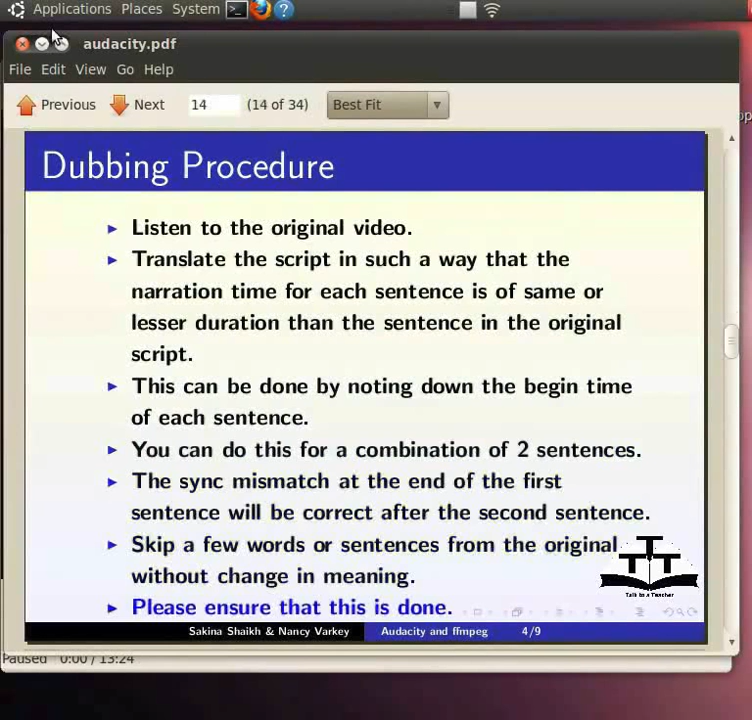 Applications Places System
audacity.pdf
File Edit View Go Help
Previous Next 14 (14 of 34) Best Fit
Dubbing Procedure
Listen to the original video.
Translate the script in such a way that the
narration time for each sentence is of same or
lesser duration than the sentence in the original
script.
This can be done by noting down the begin time
of each sentence.
You can do this for a combination of 2 sentences.
The sync mismatch at the end of the first
sentence will be correct after the second sentence.
Skip a few words or sentences from the original
without change in meaning.
Please ensure that this is done.
TTT
Talk to a Teacher
Sakina Shaikh & Nancy Varkey Audacity and ffmpeg 4/9
Paused 0:00 / 13:24